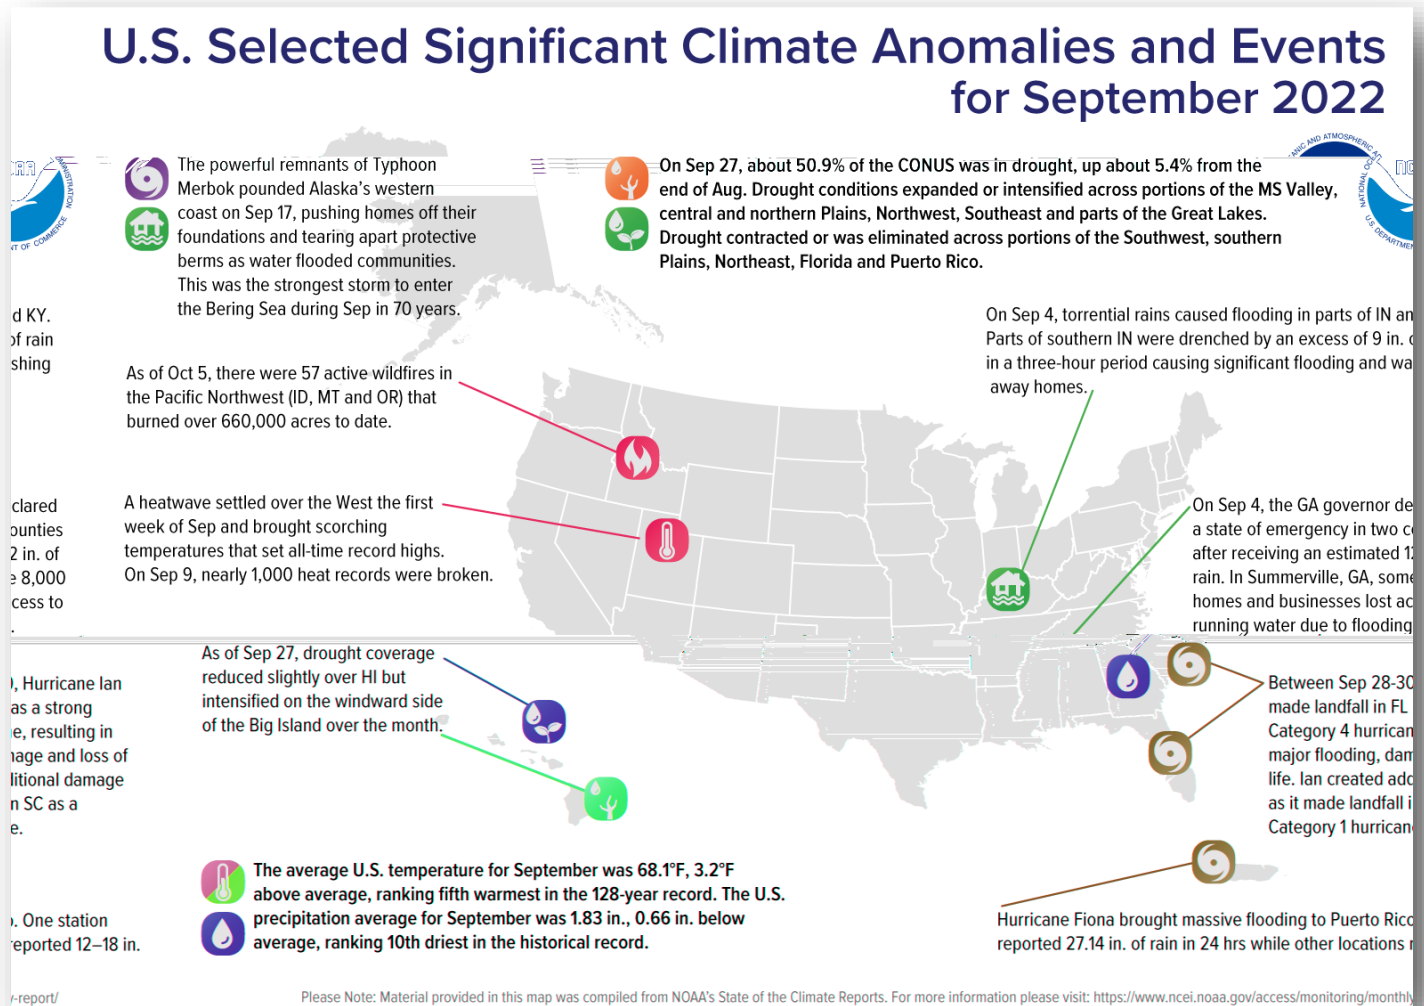 U.S. Selected Significant Climate Anomalies and Events
for September 2022
The powerful remnants of Typhoon
Merbok pounded Alaska's western
coast on Sep 17, pushing homes off their
foundations and tearing apart protective
berms as water flooded communities.
This was the strongest storm to enter
the Bering Sea during Sep in 70 years.
On Sep 27, about 50.9% of the CONUS was in drought, up about 5.4% from the
end of Aug. Drought conditions expanded or intensified across portions of the MS Valley,
central and northern Plains, Northwest, Southeast and parts of the Great Lakes.
Drought contracted or was eliminated across portions of the Southwest, southern
Plains, Northeast, Florida and Puerto Rico.
d KY.
of rain
shing
On Sep 4, torrential rains caused flooding in parts of IN an
Parts of southern IN were drenched by an excess of 9 in. o
in a three-hour period causing significant flooding and wa
away homes.
As of Oct 5, there were 57 active wildfires in
the Pacific Northwest (ID, MT and OR) that
burned over 660,000 acres to date.
A heatwave settled over the West the first
week of Sep and brought scorching
temperatures that set all-time record highs.
On Sep 9, nearly 1,000 heat records were broken.
clared
ounties
2 in. of
e 8,000
cess to
.
On Sep 4, the GA governor de
a state of emergency in two c
after receiving an estimated 12
rain. In Summerville, GA, some
homes and businesses lost ac
running water due to flooding
As of Sep 27, drought coverage
reduced slightly over HI but
intensified on the windward side
of the Big Island over the month.
), Hurricane Ian
as a strong
e, resulting in
nage and loss of
ditional damage
n SC as a
e.
Between Sep 28-30
made landfall in FL
Category 4 hurrican
major flooding, dam
life. Ian created add
as it made landfall i
Category 1 hurrican
The average U.S. temperature for September was 68.1°F, 3.2°F
above average, ranking fifth warmest in the 128-year record. The U.S.
precipitation average for September was 1.83 in., 0.66 in. below
average, ranking 10th driest in the historical record.
o. One station
reported 12–18 in.
Hurricane Fiona brought massive flooding to Puerto Rico
reported 27.14 in. of rain in 24 hrs while other locations r
y-report/
Please Note: Material provided in this map was compiled from NOAA's State of the Climate Reports. For more information please visit: https://www.ncei.noaa.gov/access/monitoring/monthly